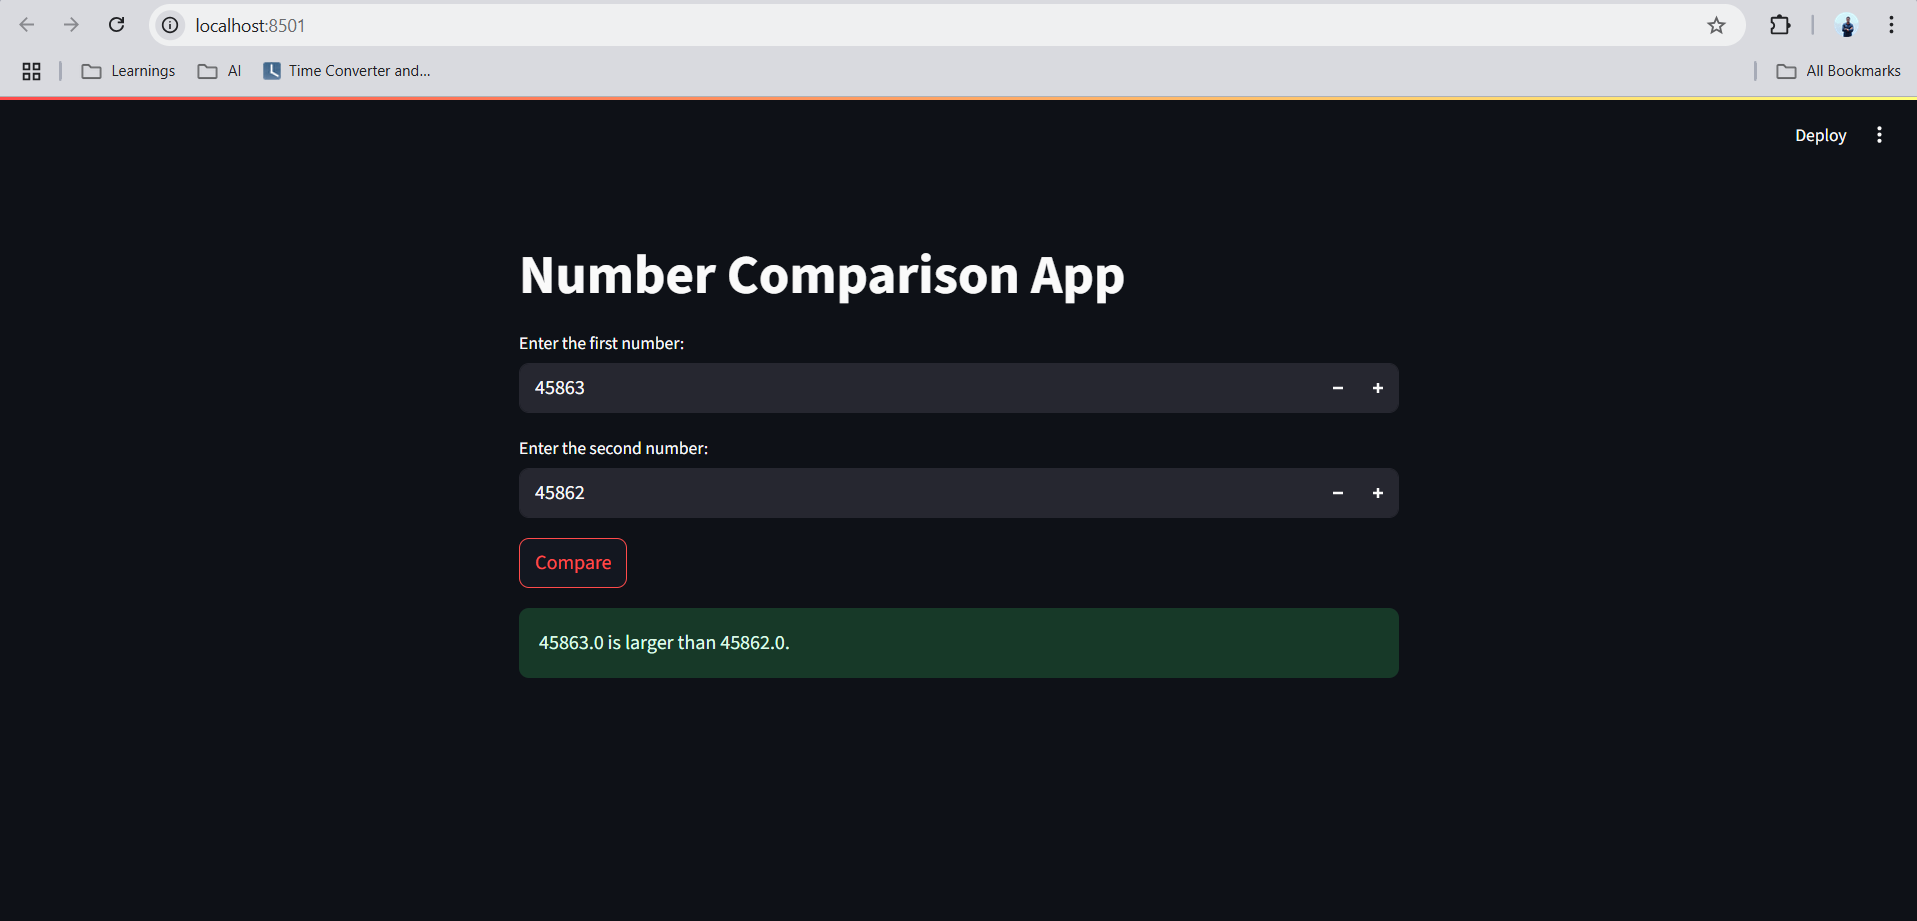 localhost:8501
Learnings AI Time Converter and... All Bookmarks
Deploy
Number Comparison App
Enter the first number:
45863
Enter the second number:
45862
Compare
45863.0 is larger than 45862.0.